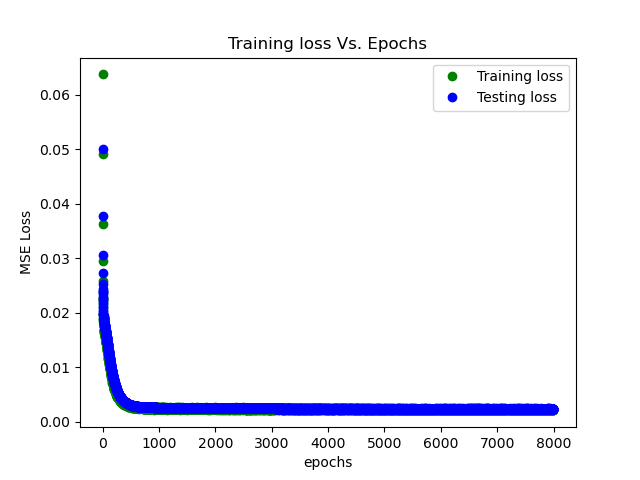 Training loss Vs. Epochs
Training loss
Testing loss
MSE Loss
0.06
0.05
0.04
0.03
0.02
0.01
0.00
0 1000 2000 3000 4000 5000 6000 7000 8000
epochs